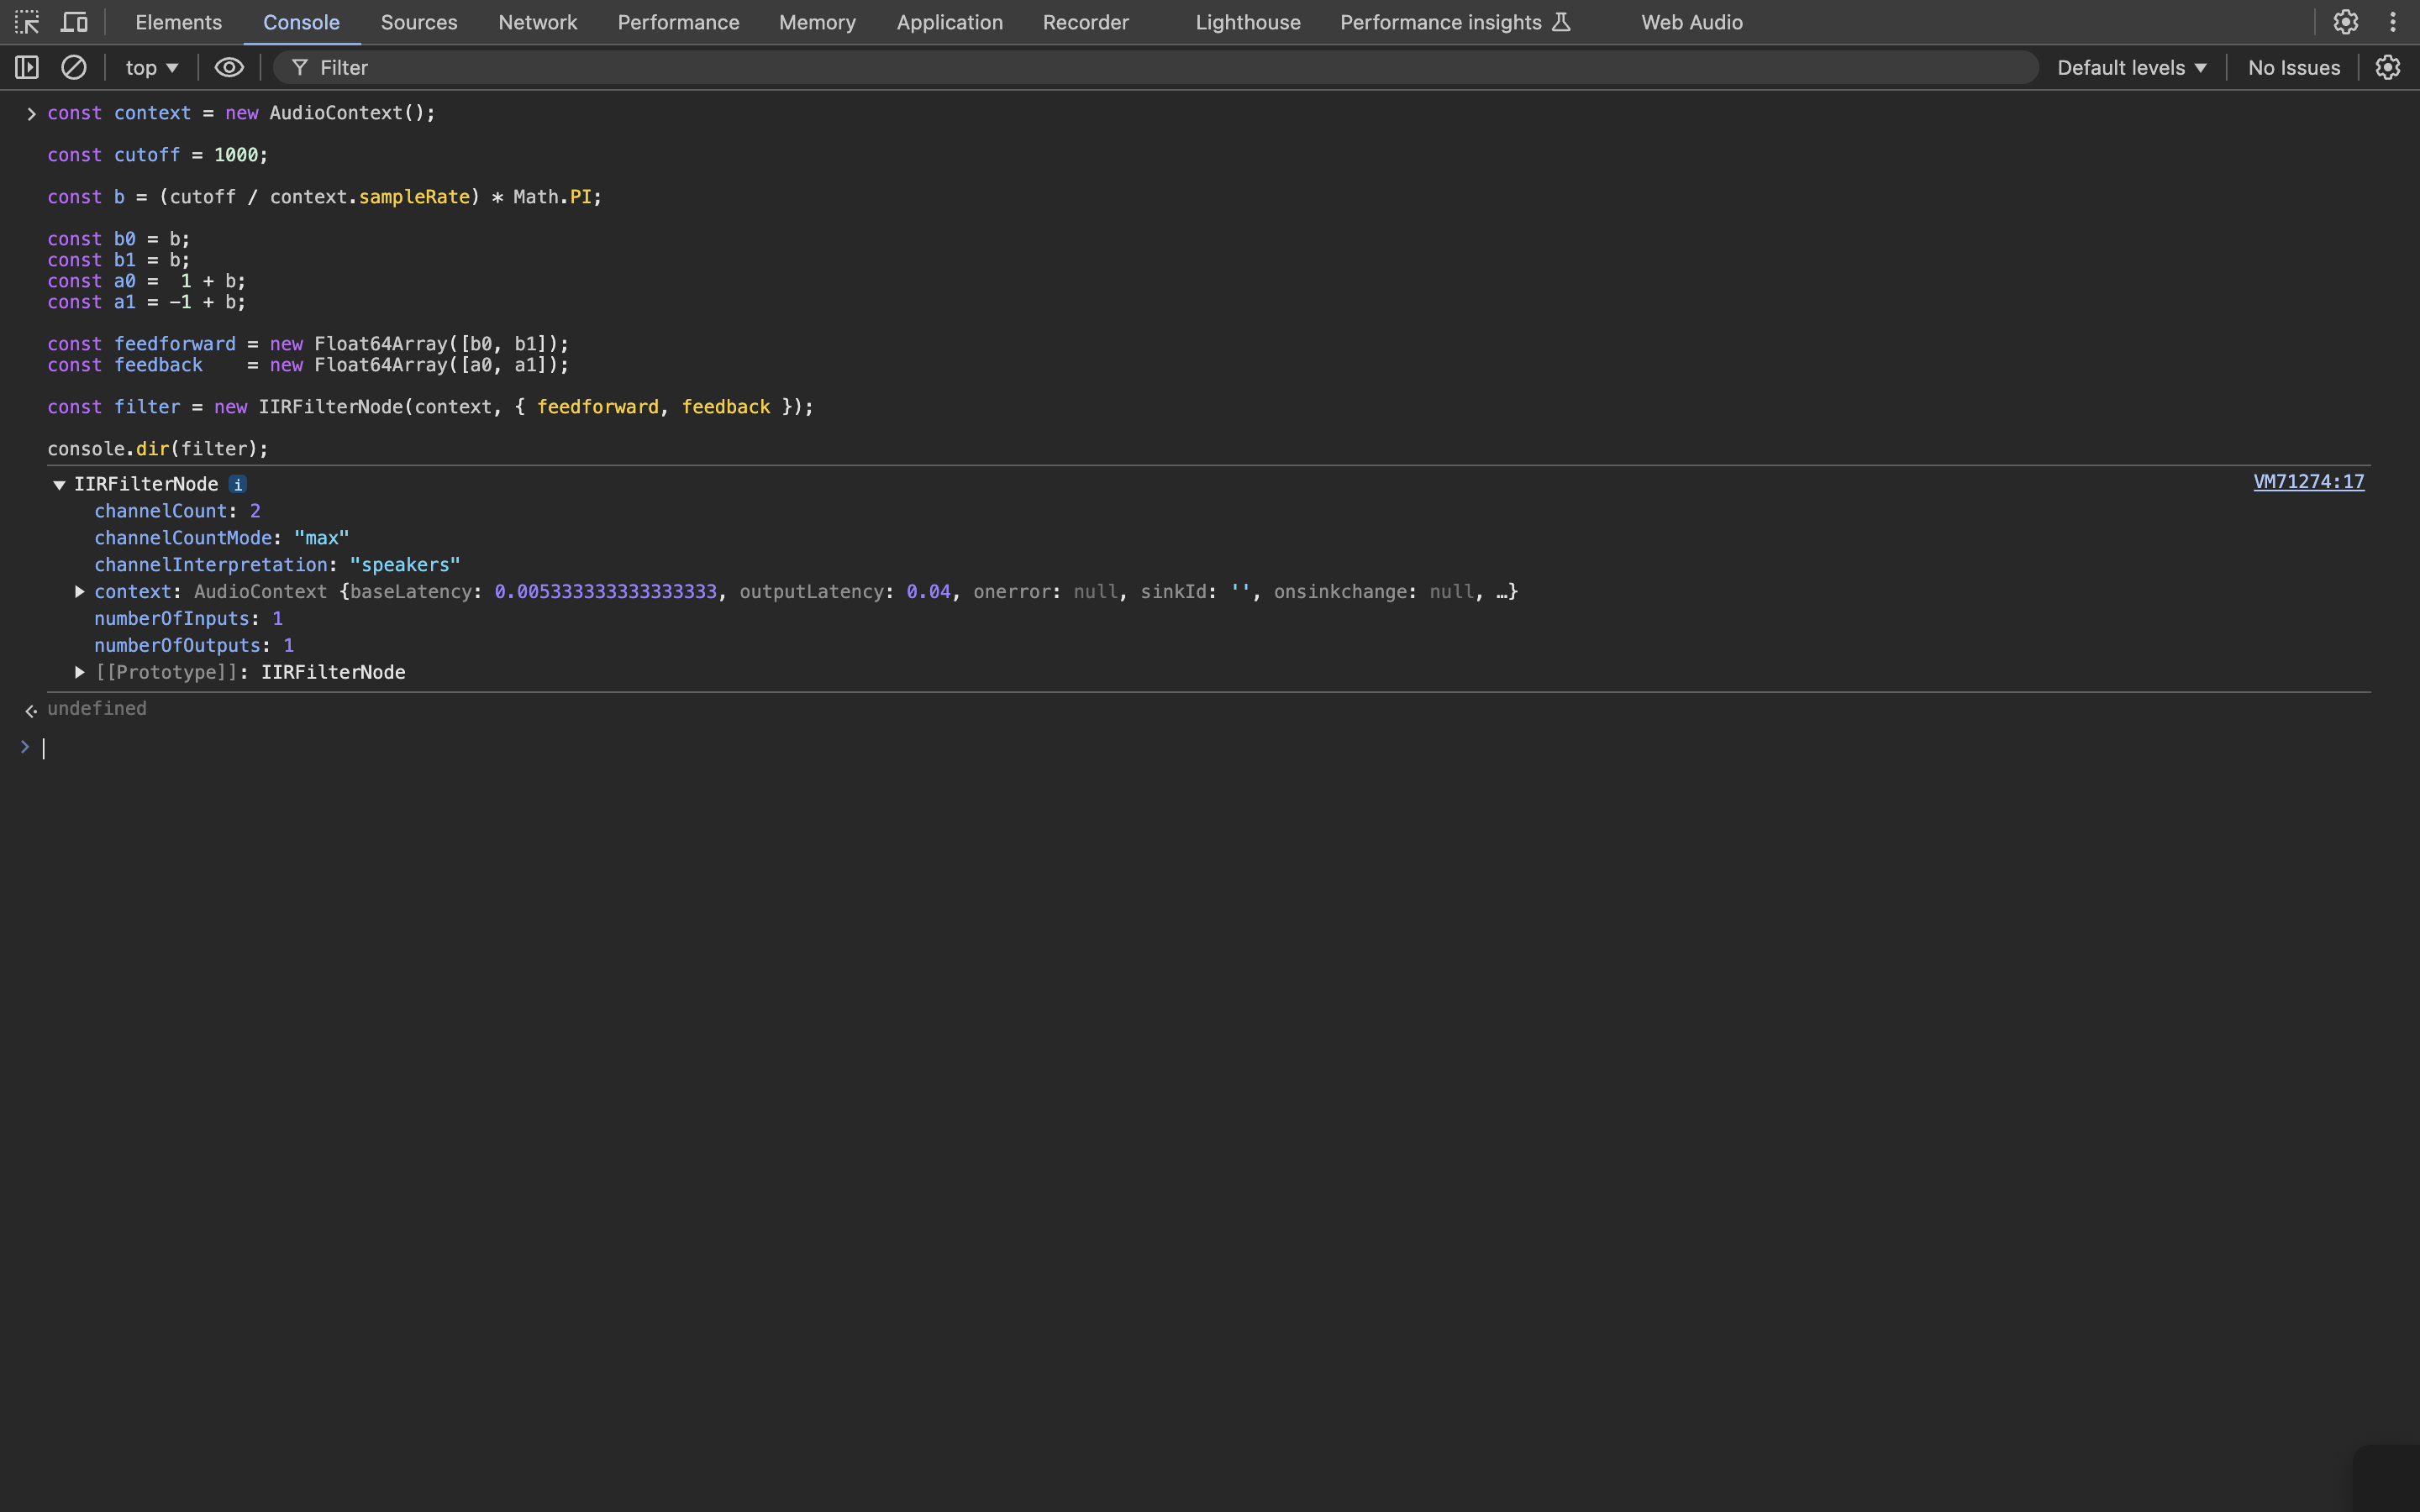 Elements Console Sources Network Performance Memory Application Recorder Lighthouse Performance insights Web Audio
top Filter Default levels No Issues
const context = new AudioContext();
const cutoff = 1000;
const b = (cutoff / context.sampleRate) * Math.PI;
const b0 = b;
const b1 = b;
const a0 =  1 + b;
const a1 = -1 + b;
const feedforward = new Float64Array([b0, b1]);
const feedback    = new Float64Array([a0, a1]);
const filter = new IIRFilterNode(context, { feedforward, feedback });
console.dir(filter);
IIRFilterNode i VM71274:17
channelCount: 2
channelCountMode: "max"
channelInterpretation: "speakers"
context: AudioContext {baseLatency: 0.005333333333333333, outputLatency: 0.04, onerror: null, sinkId: '', onsinkchange: null, …}
numberOfInputs: 1
numberOfOutputs: 1
[[Prototype]]: IIRFilterNode
undefined